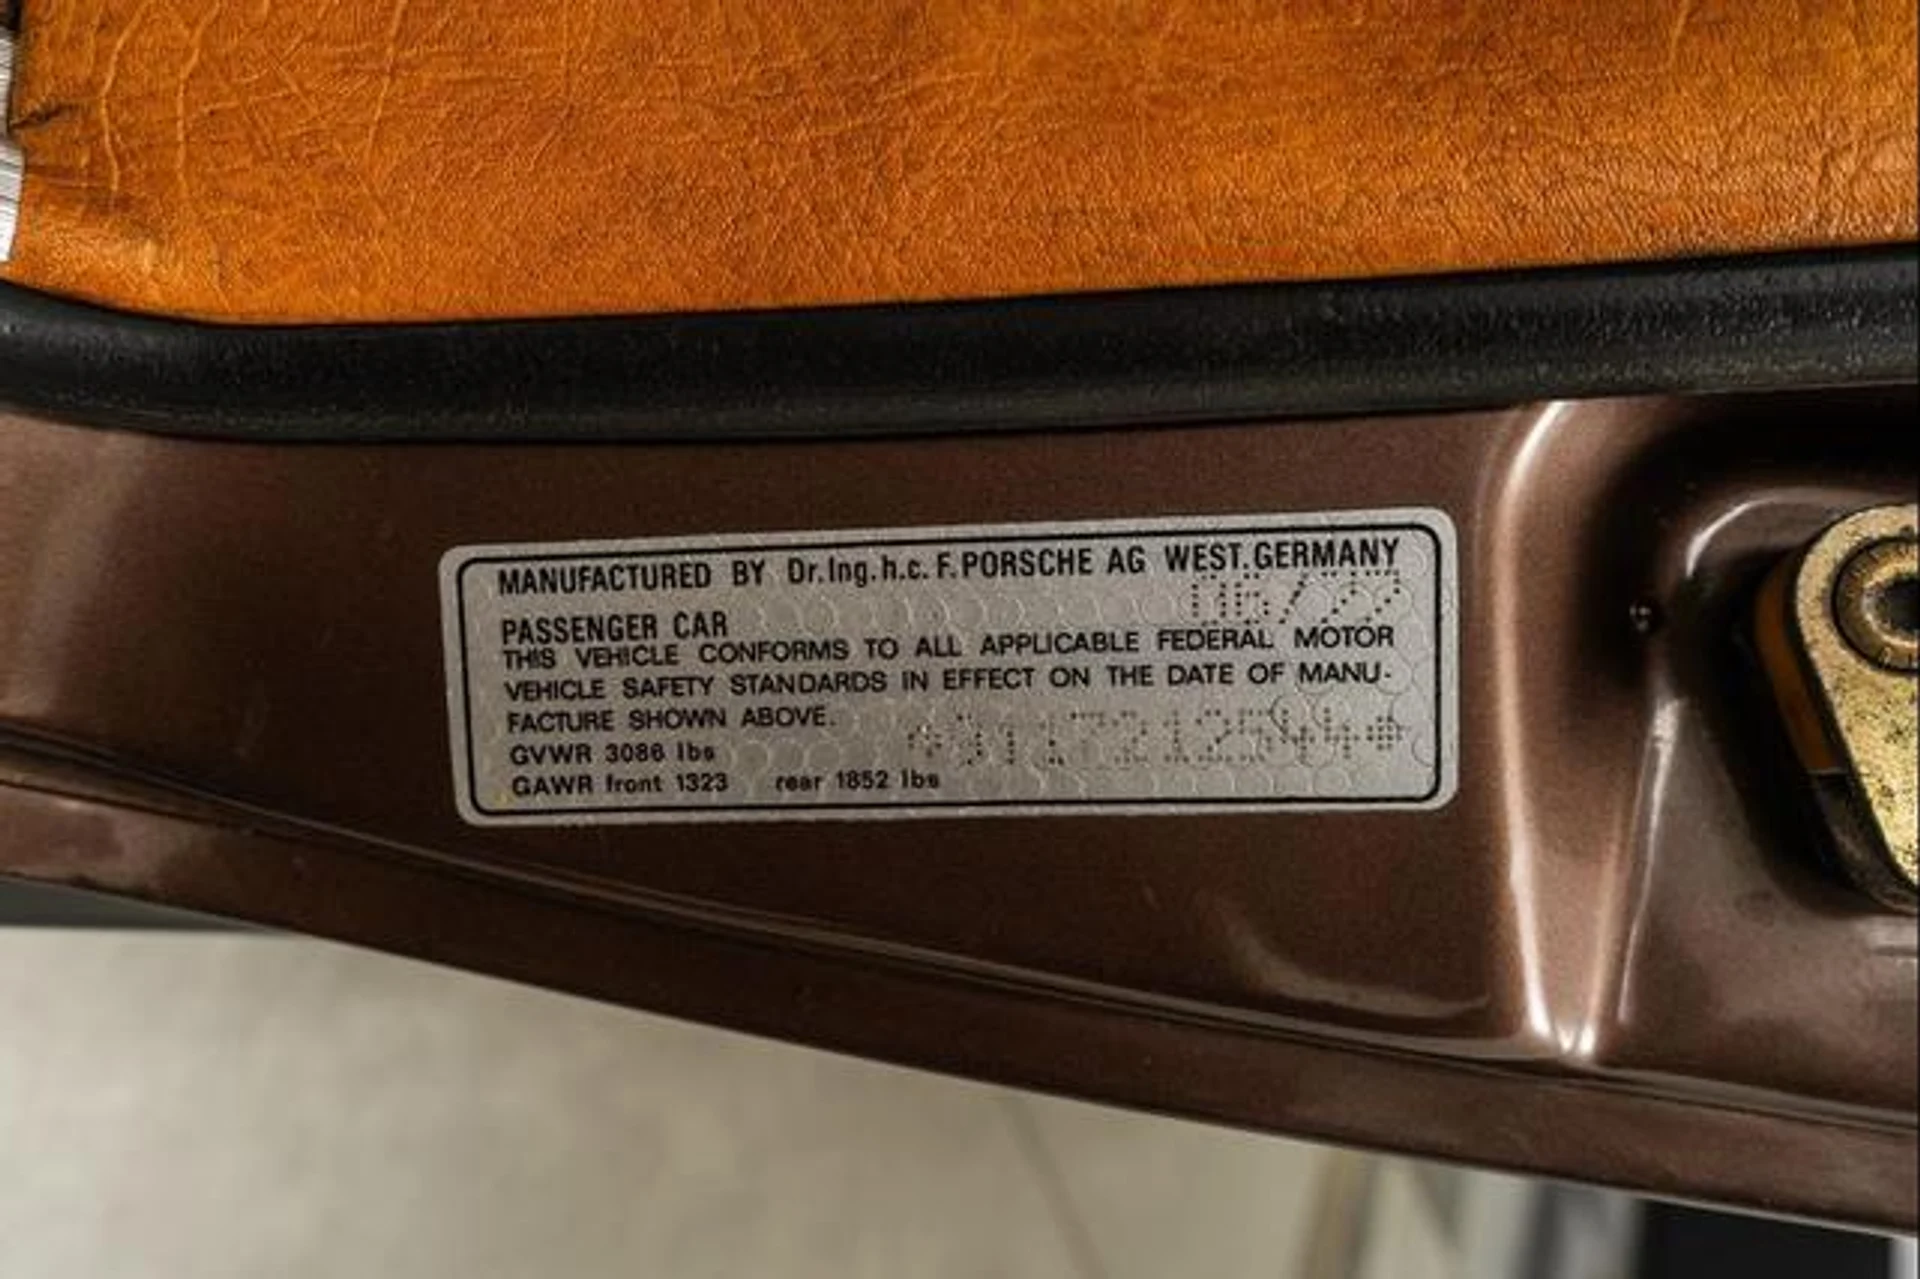 MANUFACTURED BY Dr.Ing.h.c. F.PORSCHE AG WEST.GERMANY
06/77
PASSENGER CAR
THIS VEHICLE CONFORMS TO ALL APPLICABLE FEDERAL MOTOR
VEHICLE SAFETY STANDARDS IN EFFECT ON THE DATE OF MANU-
FACTURE SHOWN ABOVE.
GVWR 3086 lbs
GAWR front 1323 rear 1852 lbs